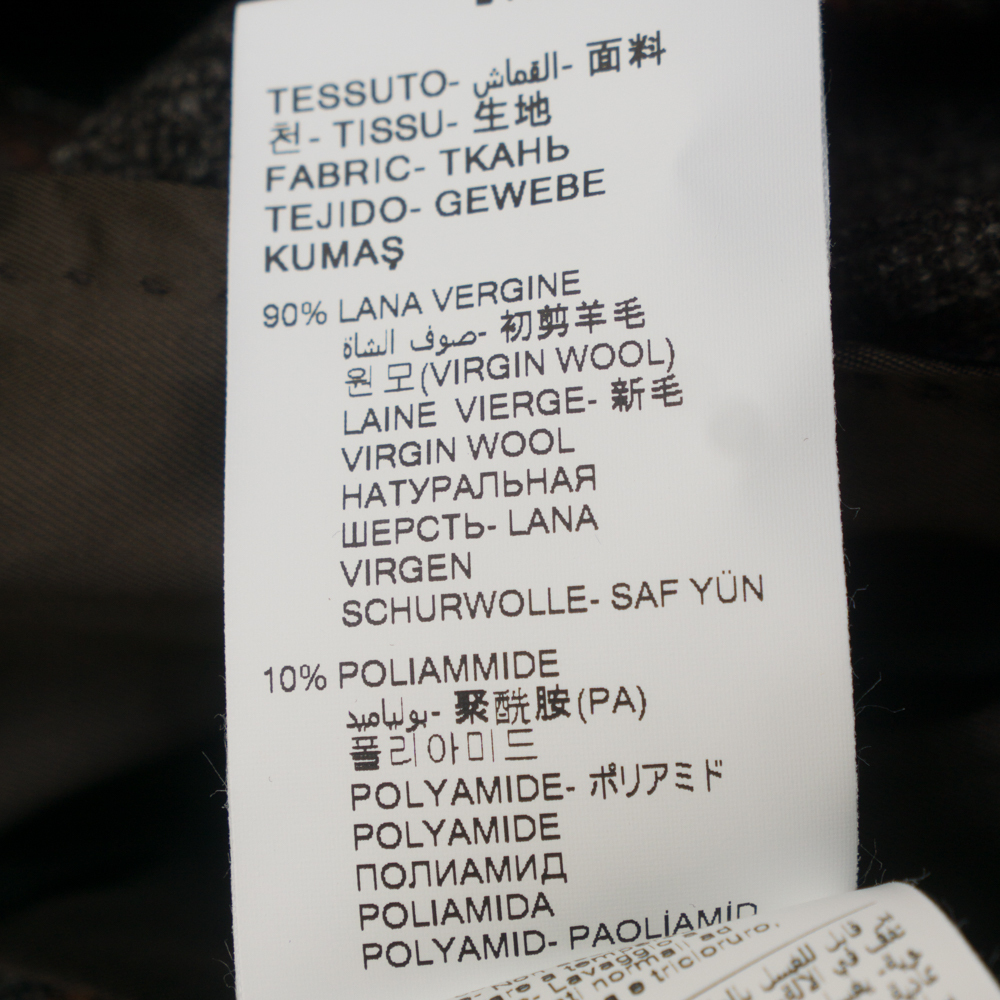 TESSUTO- القماش- 面料
천- TISSU- 生地
FABRIC- ТКАНЬ
TEJIDO- GEWEBE
KUMAŞ
90% LANA VERGINE
صوف الشاة- 初剪羊毛
원 모(VIRGIN WOOL)
LAINE VIERGE- 新毛
VIRGIN WOOL
НАТУРАЛЬНАЯ
ШЕРСТЬ- LANA
VIRGEN
SCHURWOLLE- SAF YÜN
10% POLIAMMIDE
بولياميد- 聚酰胺(PA)
폴리아미드
POLYAMIDE- ポリアミド
POLYAMIDE
ПОЛИАМИД
POLIAMIDA
POLYAMID- PAOLİAMİD